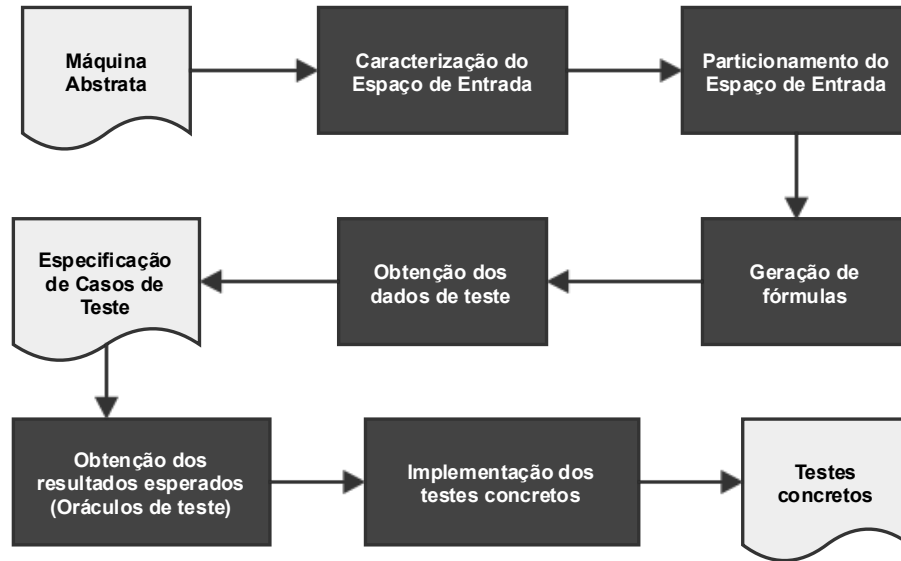 Máquina
Abstrata
Caracterização do
Espaço de Entrada
Particionamento do
Espaço de Entrada
Geração de
fórmulas
Obtenção dos
dados de teste
Especificação
de Casos de
Teste
Obtenção dos
resultados esperados
(Oráculos de teste)
Implementação dos
testes concretos
Testes
concretos